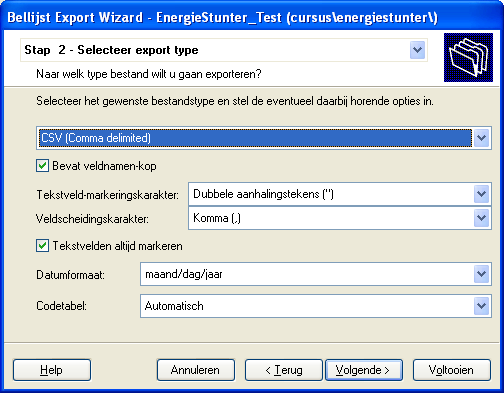 Bellijst Export Wizard - EnergieStunter_Test (cursus\energiestunter\)
Stap 2 - Selecteer export type
Naar welk type bestand wilt u gaan exporteren?
Selecteer het gewenste bestandstype en stel de eventueel daarbij horende opties in.
CSV (Comma delimited)
Bevat veldnamen-kop
Tekstveld-markeringskarakter: Dubbele aanhalingstekens (")
Veldscheidingskarakter: Komma (,)
Tekstvelden altijd markeren
Datumformaat: maand/dag/jaar
Codetabel: Automatisch
Help Annuleren < Terug Volgende > Voltooien